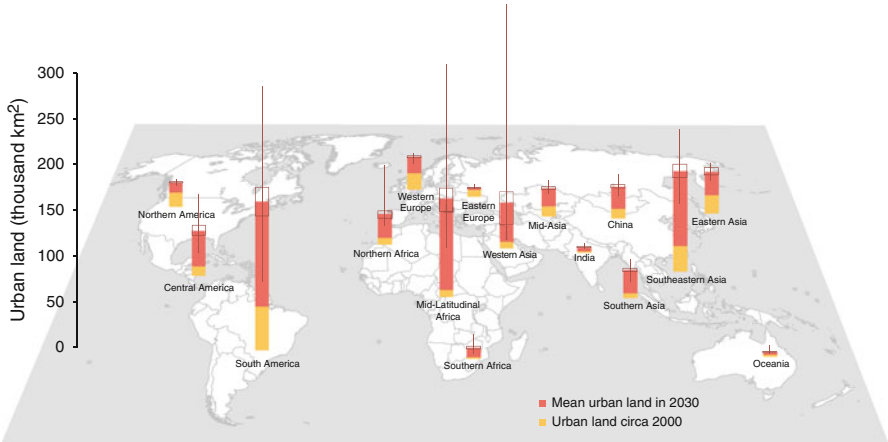 Urban land (thousand km²)
300
250
200
150
100
50
0
Northern America
Central America
South America
Western
Europe
Eastern
Europe
Northern Africa
Mid-Latitudinal
Africa
Southern Africa
Western Asia
Mid-Asia
India
China
Southern Asia
Southeastern Asia
Eastern Asia
Oceania
Mean urban land in 2030
Urban land circa 2000